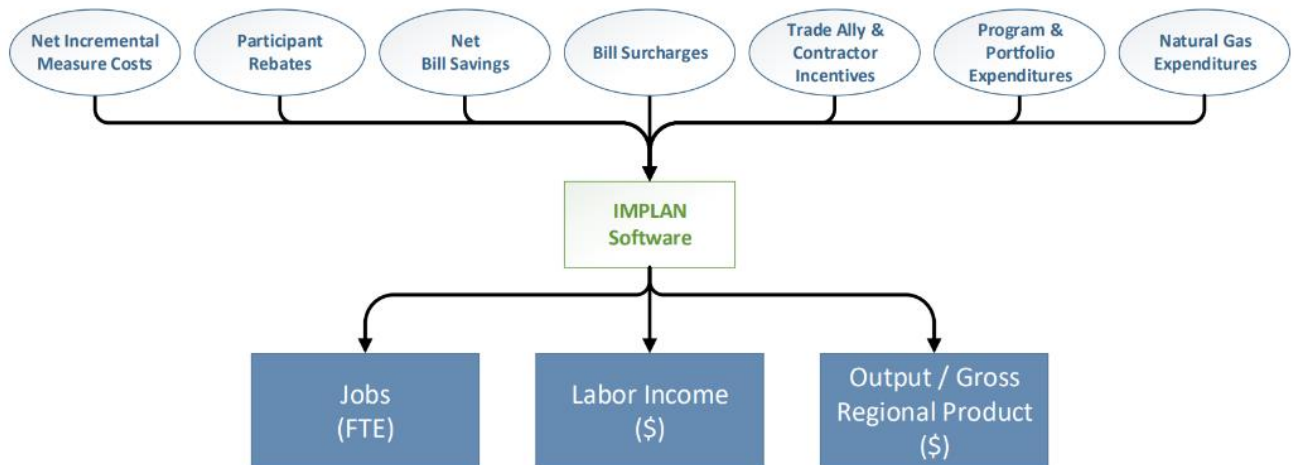 Net Incremental
Measure Costs
Participant
Rebates
Net
Bill Savings
Bill Surcharges
Trade Ally &
Contractor
Incentives
Program &
Portfolio
Expenditures
Natural Gas
Expenditures
IMPLAN
Software
Jobs
(FTE)
Labor Income
($)
Output / Gross
Regional Product
($)